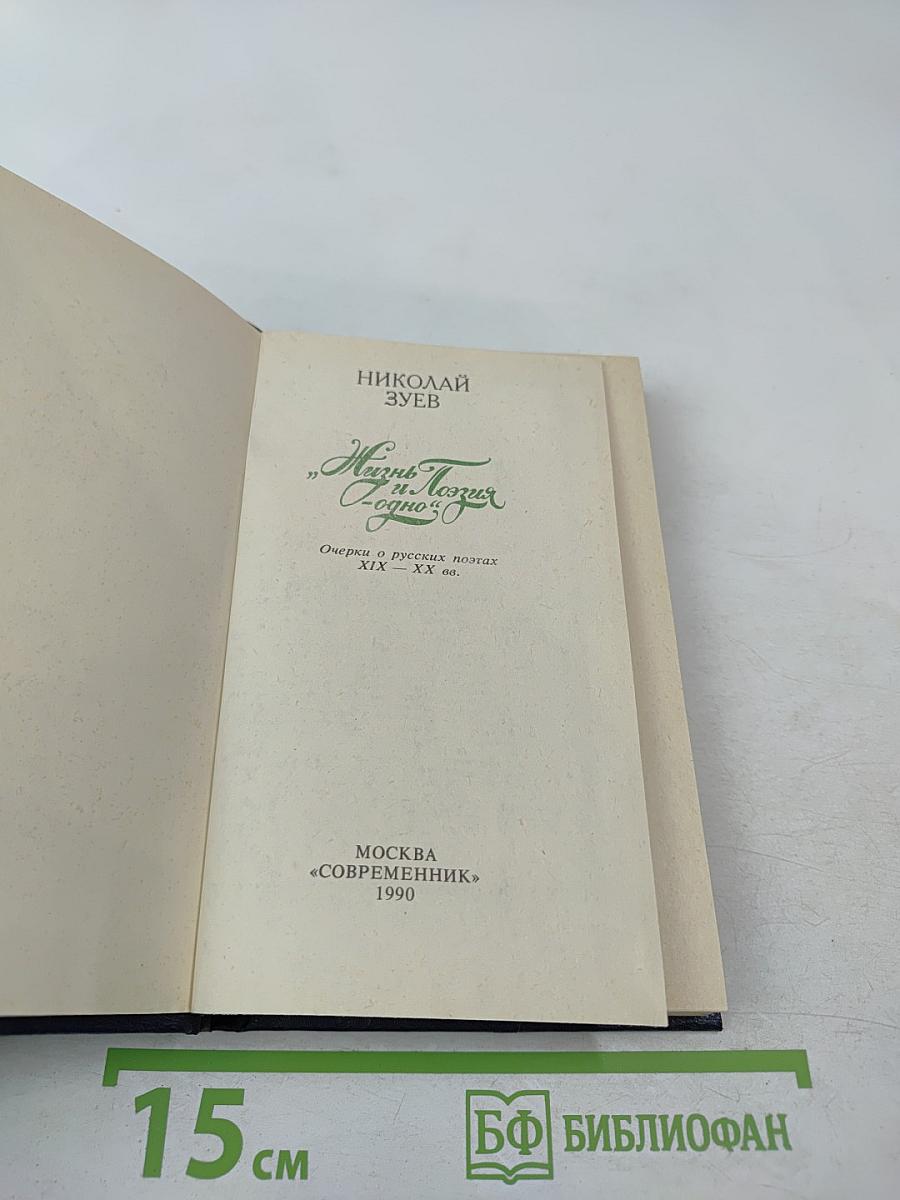 НИКОЛАЙ
ЗУЕВ
„Жизнь
и Поэзия
-одно“
Очерки о русских поэтах
XIX — XX вв.
МОСКВА
«СОВРЕМЕННИК»
1990
15 см
БФ БИБЛИОФАН